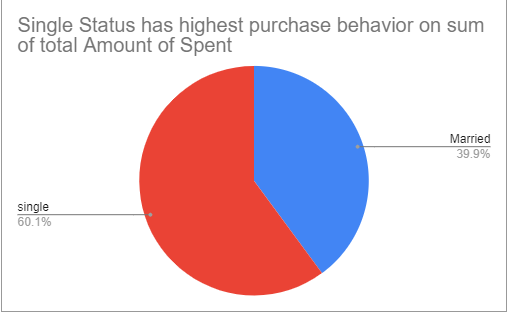 Single Status has highest purchase behavior on sum
of total Amount of Spent
Married
39.9%
single
60.1%